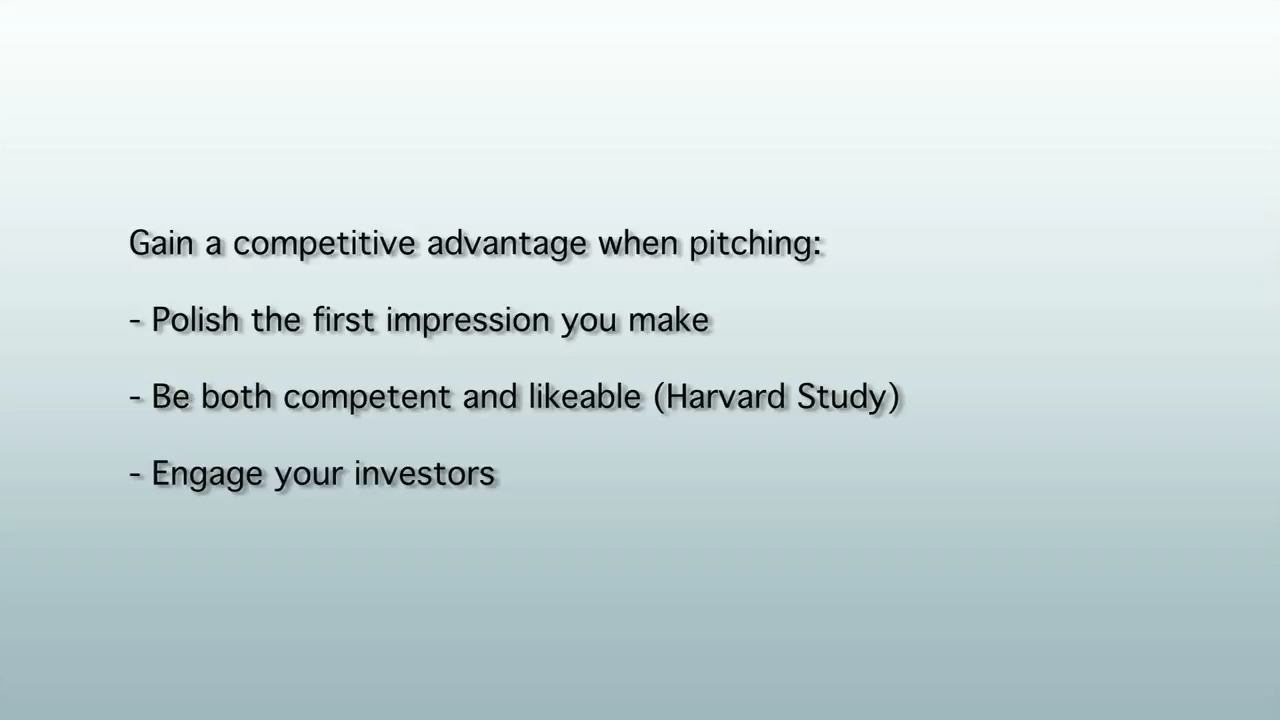 Gain a competitive advantage when pitching:
- Polish the first impression you make
- Be both competent and likeable (Harvard Study)
- Engage your investors